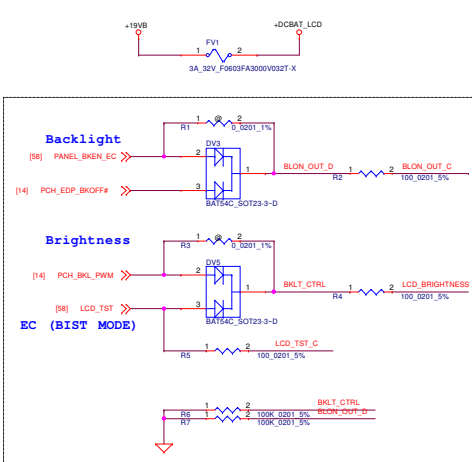 +19VB
+DCBAT_LCD
FV1
1 2
3A_32V_F0603FA3000V032T-X
1 @ 2
R1 0_0201_1%
Backlight
DV3
[58] PANEL_BKEN_EC 2
1 BLON_OUT_D 1 2 BLON_OUT_C
R2 100_0201_5%
[14] PCH_EDP_BKOFF# 3
BAT54C_SOT23-3-D
Brightness
1 @ 2
R3 0_0201_1%
DV5
[14] PCH_BKL_PWM 2
1 BKLT_CTRL 1 2 LCD_BRIGHTNESS
R4 100_0201_5%
[58] LCD_TST 3
EC (BIST MODE)
BAT54C_SOT23-3-D
1 2 LCD_TST_C
R5 100_0201_5%
1 2 BKLT_CTRL
R6 100K_0201_5%
1 2 BLON_OUT_D
R7 100K_0201_5%